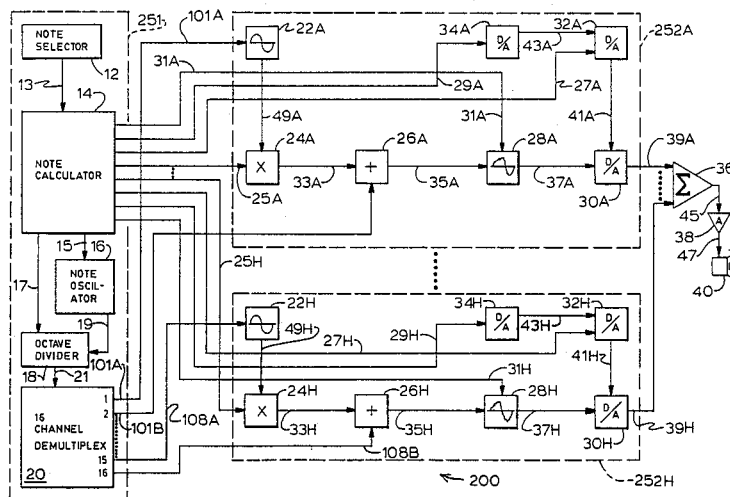 251
101A
22A
34A
32A
NOTE
SELECTOR
12
D/A
43A
D/A
252A
13
14
31A
29A
27A
49A
31A
41A
NOTE
CALCULATOR
24A
26A
28A
39A
X
+
D/A
Σ
36
25A
33A
35A
37A
30A
45
A
38
47
40
15
16
17
NOTE
OSCIL-
ATOR
25H
19
22H
34H
32H
49H
29H
D/A
43H
D/A
27H
OCTAVE
DIVIDER
101A
18
21
31H
41H
24H
26H
28H
X
+
D/A
1
2
101B
108A
33H
35H
37H
39H
30H
16
CHANNEL
DEMULTIPLEX
20
15
16
108B
200
252H